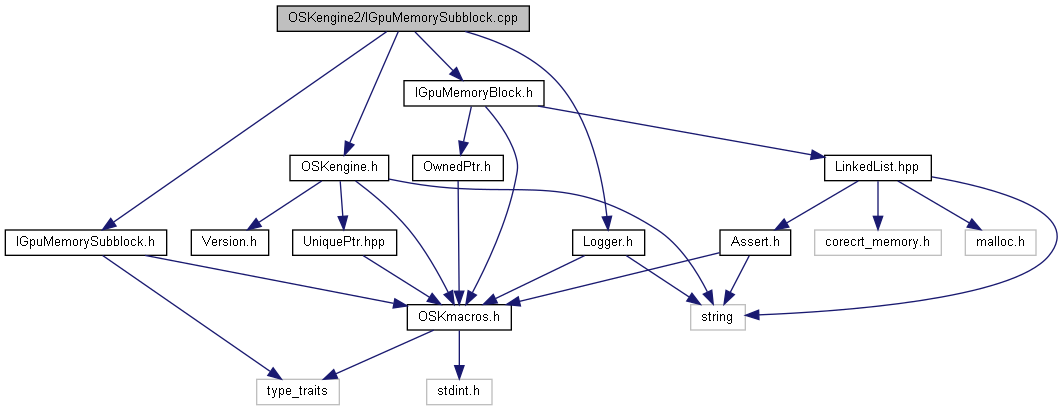 OSKengine2/IGpuMemorySubblock.cpp
IGpuMemoryBlock.h
OSKengine.h
OwnedPtr.h
LinkedList.hpp
IGpuMemorySubblock.h
Version.h
UniquePtr.hpp
Logger.h
Assert.h
corecrt_memory.h
malloc.h
OSKmacros.h
string
type_traits
stdint.h